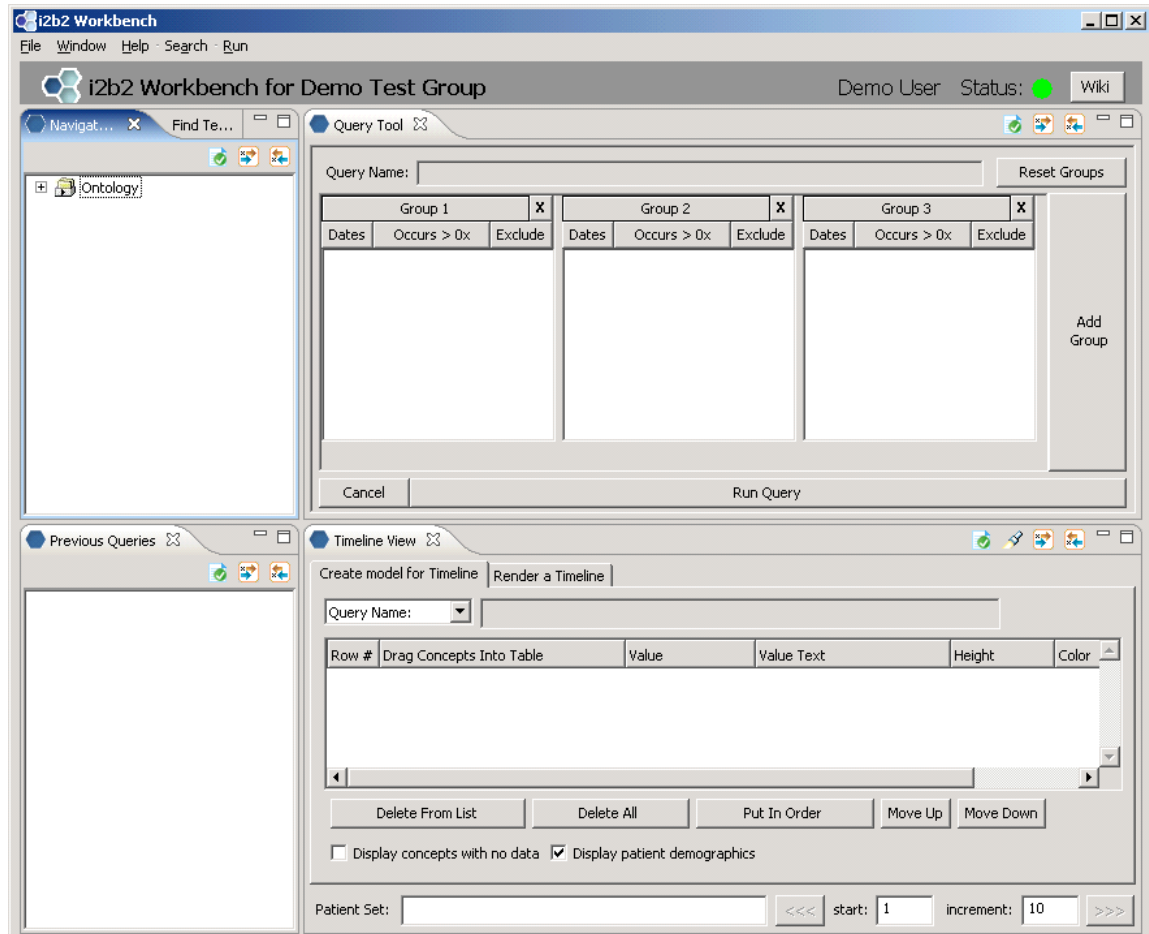 i2b2 Workbench
File Window Help Search Run
i2b2 Workbench for Demo Test Group Demo User Status: Wiki
Navigat... Find Te...
Ontology
Query Tool
Query Name: Reset Groups
Group 1 X Group 2 X Group 3 X
Dates Occurs > 0x Exclude Dates Occurs > 0x Exclude Dates Occurs > 0x Exclude
Add
Group
Cancel Run Query
Previous Queries
Timeline View
Create model for Timeline Render a Timeline
Query Name:
Row # Drag Concepts Into Table Value Value Text Height Color
Delete From List Delete All Put In Order Move Up Move Down
Display concepts with no data Display patient demographics
Patient Set: <<< start: 1 increment: 10 >>>